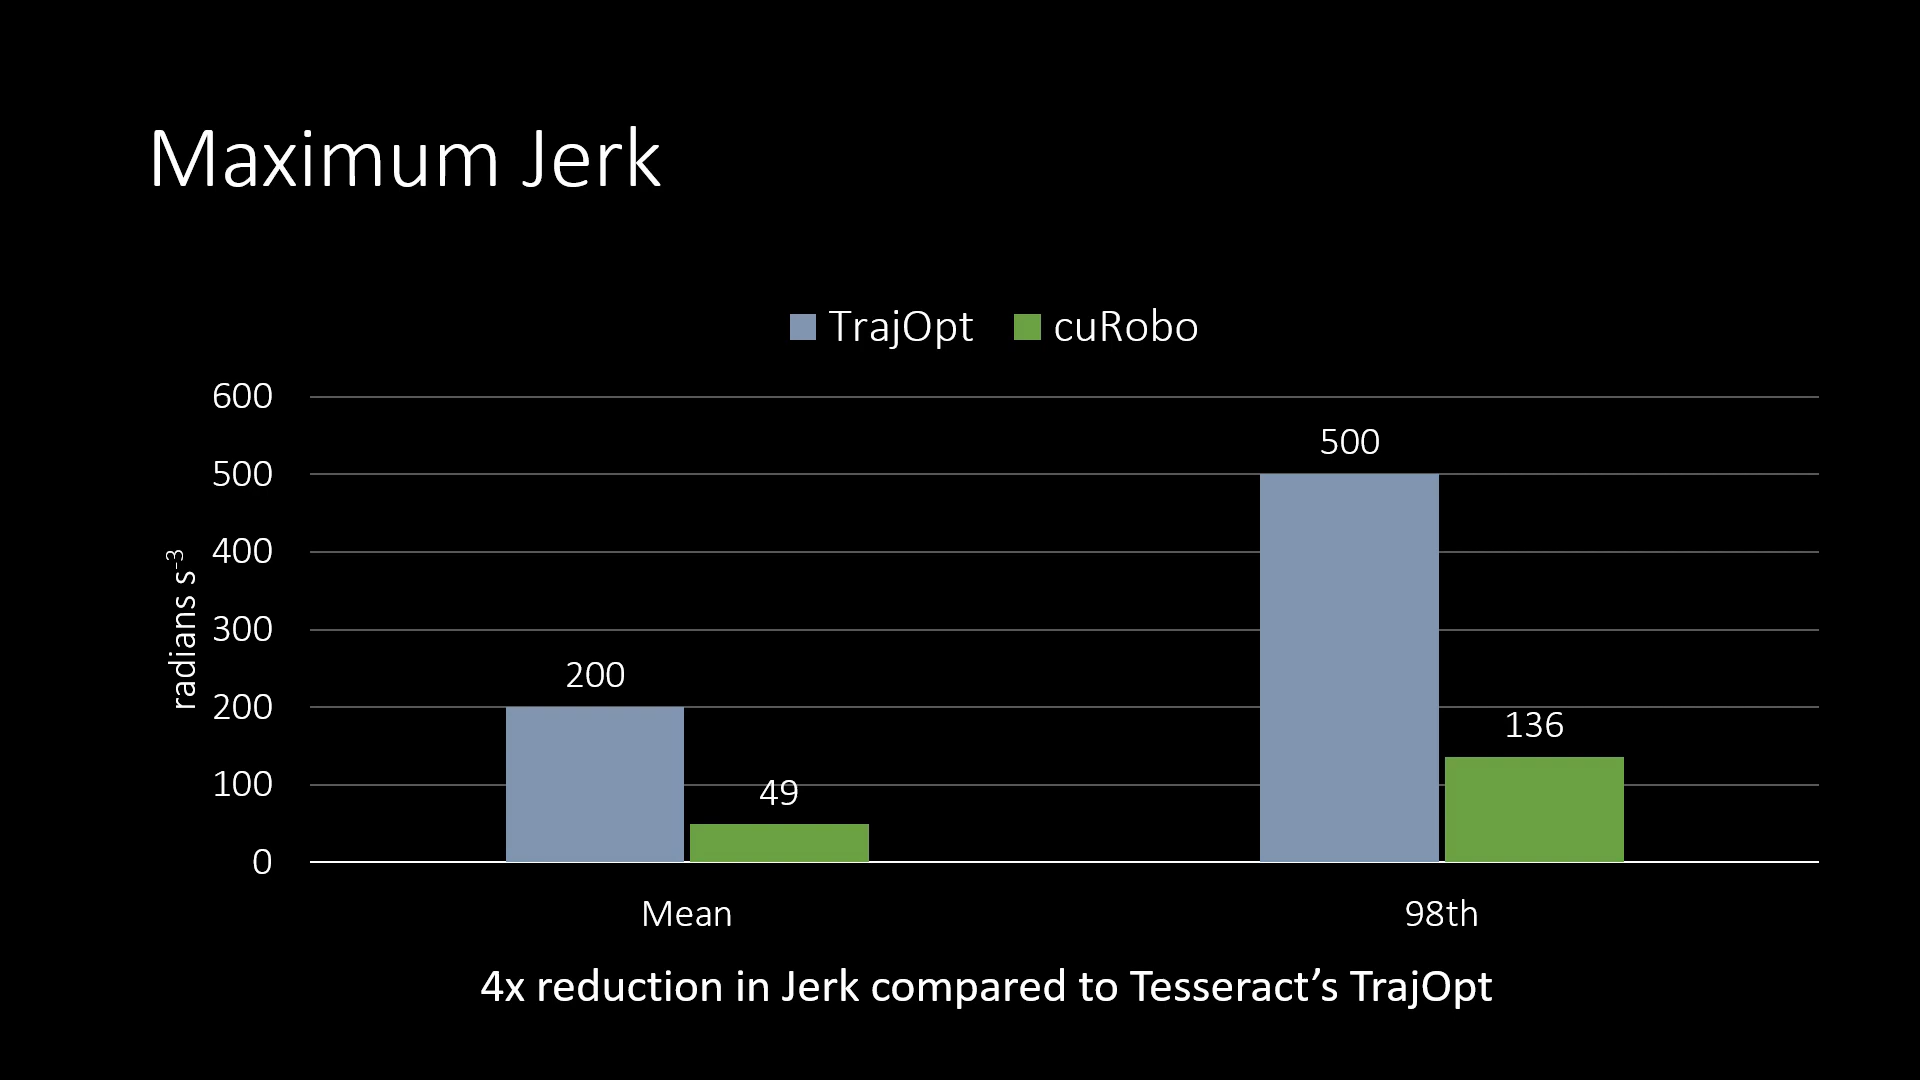 Maximum Jerk
TrajOpt cuRobo
600
500
400
300
200
100
0
radians s⁻³
200
49
500
136
Mean
98th
4x reduction in Jerk compared to Tesseract’s TrajOpt